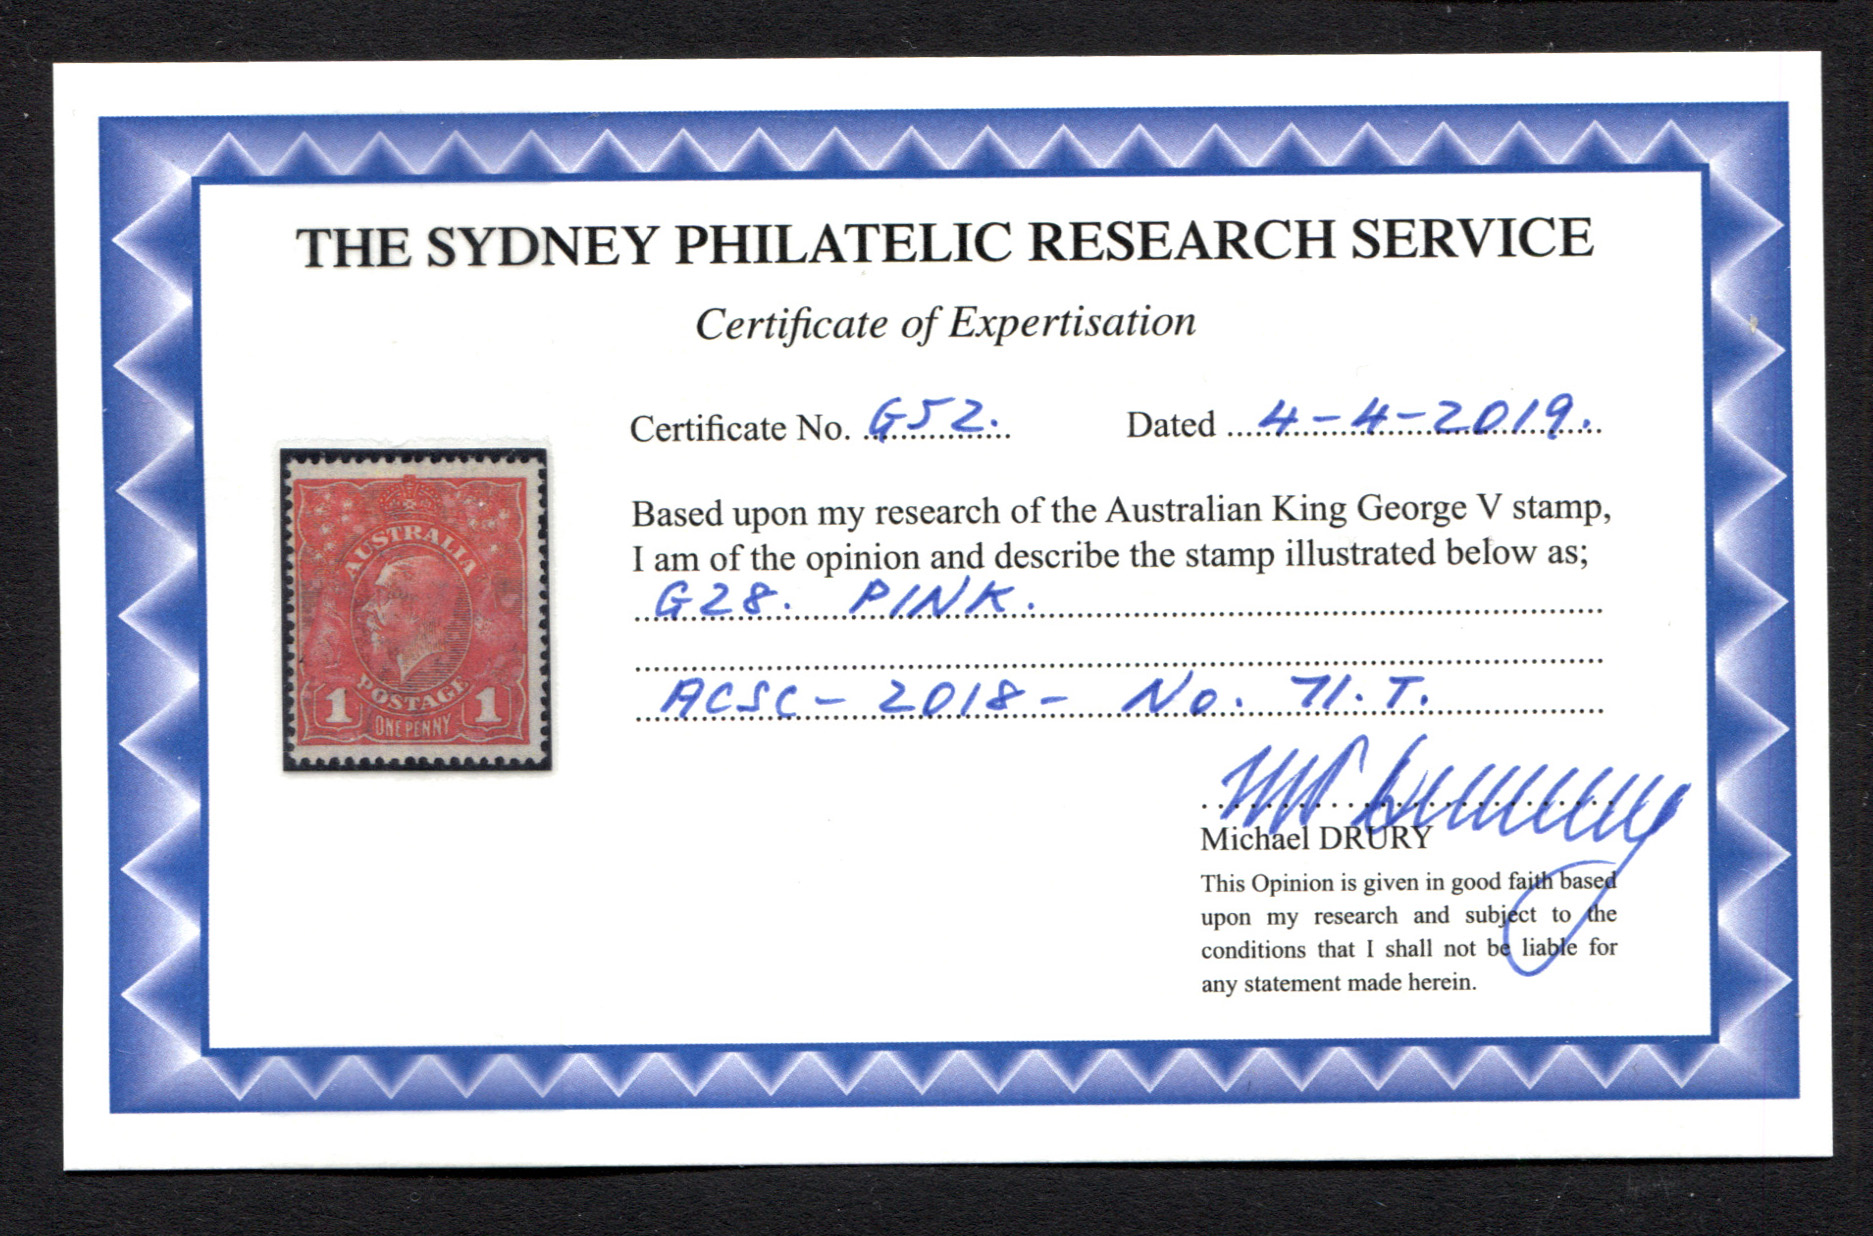 THE SYDNEY PHILATELIC RESEARCH SERVICE
Certificate of Expertisation
Certificate No. G52. Dated 4-4-2019.
Based upon my research of the Australian King George V stamp,
I am of the opinion and describe the stamp illustrated below as;
G28. PINK.
ACSC - 2018 - No. 71. T.
AUSTRALIA
POSTAGE
1 ONE PENNY 1
Michael DRURY
This Opinion is given in good faith based
upon my research and subject to the
conditions that I shall not be liable for
any statement made herein.